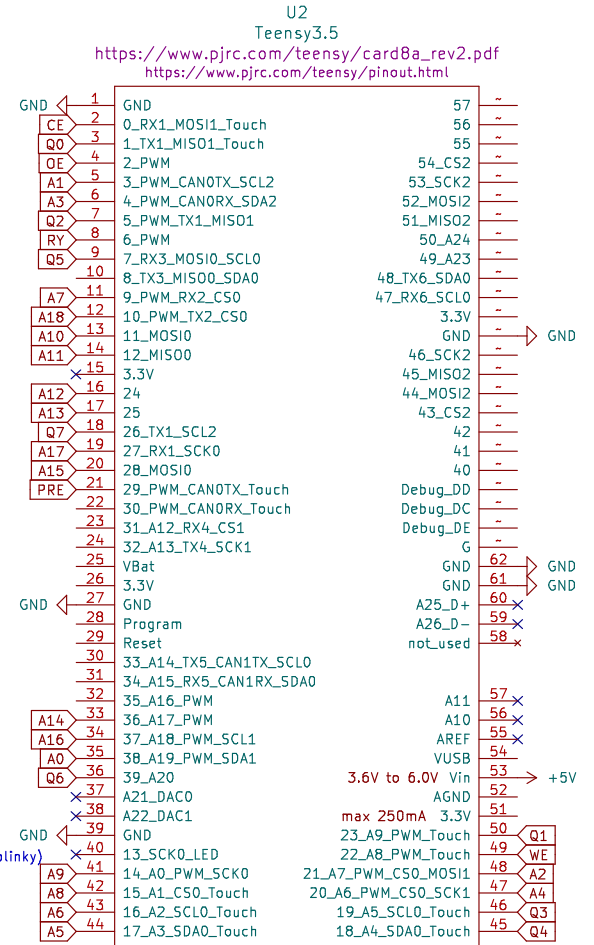 U2
Teensy3.5
https://www.pjrc.com/teensy/card8a_rev2.pdf
https://www.pjrc.com/teensy/pinout.html
GND 1 GND 57 ~
CE 2 0_RX1_MOSI1_Touch 56 ~
Q0 3 1_TX1_MISO1_Touch 55 ~
OE 4 2_PWM 54_CS2 ~
A1 5 3_PWM_CAN0TX_SCL2 53_SCK2 ~
A3 6 4_PWM_CAN0RX_SDA2 52_MOSI2 ~
Q2 7 5_PWM_TX1_MISO1 51_MISO2 ~
RY 8 6_PWM 50_A24 ~
Q5 9 7_RX3_MOSI0_SCL0 49_A23 ~
10 8_TX3_MISO0_SDA0 48_TX6_SDA0 ~
A7 11 9_PWM_RX2_CS0 47_RX6_SCL0 ~
A18 12 10_PWM_TX2_CS0 3.3V ~
A10 13 11_MOSI0 GND ~ GND
A11 14 12_MISO0 46_SCK2 ~
15 3.3V 45_MISO2 ~
A12 16 24 44_MOSI2 ~
A13 17 25 43_CS2 ~
Q7 18 26_TX1_SCL2 42 ~
A17 19 27_RX1_SCK0 41 ~
A15 20 28_MOSI0 40 ~
PRE 21 29_PWM_CAN0TX_Touch Debug_DD ~
22 30_PWM_CAN0RX_Touch Debug_DC ~
23 31_A12_RX4_CS1 Debug_DE ~
24 32_A13_TX4_SCK1 G ~
25 VBat GND 62 GND
26 3.3V GND 61 GND
GND 27 GND A25_D+ 60
28 Program A26_D- 59
29 Reset not_used 58
30 33_A14_TX5_CAN1TX_SCL0
31 34_A15_RX5_CAN1RX_SDA0
32 35_A16_PWM A11 57
A14 33 36_A17_PWM A10 56
A16 34 37_A18_PWM_SCL1 AREF 55
A0 35 38_A19_PWM_SDA1 VUSB 54
Q6 36 39_A20 3.6V to 6.0V Vin 53 +5V
37 A21_DAC0 AGND 52
38 A22_DAC1 max 250mA 3.3V 51
GND 39 GND 23_A9_PWM_Touch 50 Q1
linky) 40 13_SCK0_LED 22_A8_PWM_Touch 49 WE
A9 41 14_A0_PWM_SCK0 21_A7_PWM_CS0_MOSI1 48 A2
A8 42 15_A1_CS0_Touch 20_A6_PWM_CS0_SCK1 47 A4
A6 43 16_A2_SCL0_Touch 19_A5_SCL0_Touch 46 Q3
A5 44 17_A3_SDA0_Touch 18_A4_SDA0_Touch 45 Q4